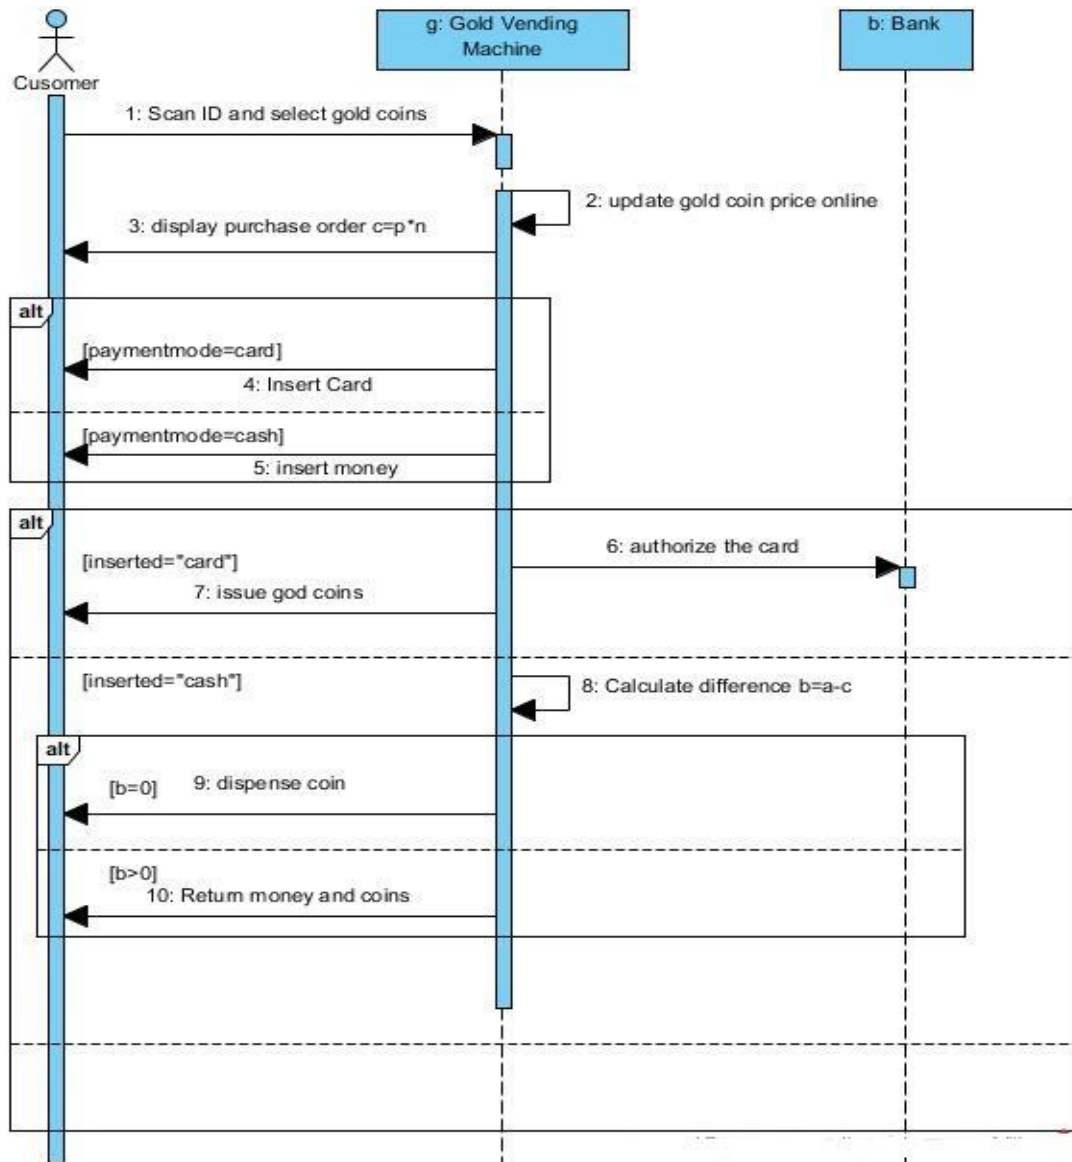 g: Gold Vending
Machine
b: Bank
Cusomer
1: Scan ID and select gold coins
2: update gold coin price online
3: display purchase order c=p*n
alt
[paymentmode=card]
4: Insert Card
[paymentmode=cash]
5: insert money
alt
6: authorize the card
[inserted="card"]
7: issue god coins
[inserted="cash"]
8: Calculate difference b=a-c
alt
[b=0]
9: dispense coin
[b>0]
10: Return money and coins